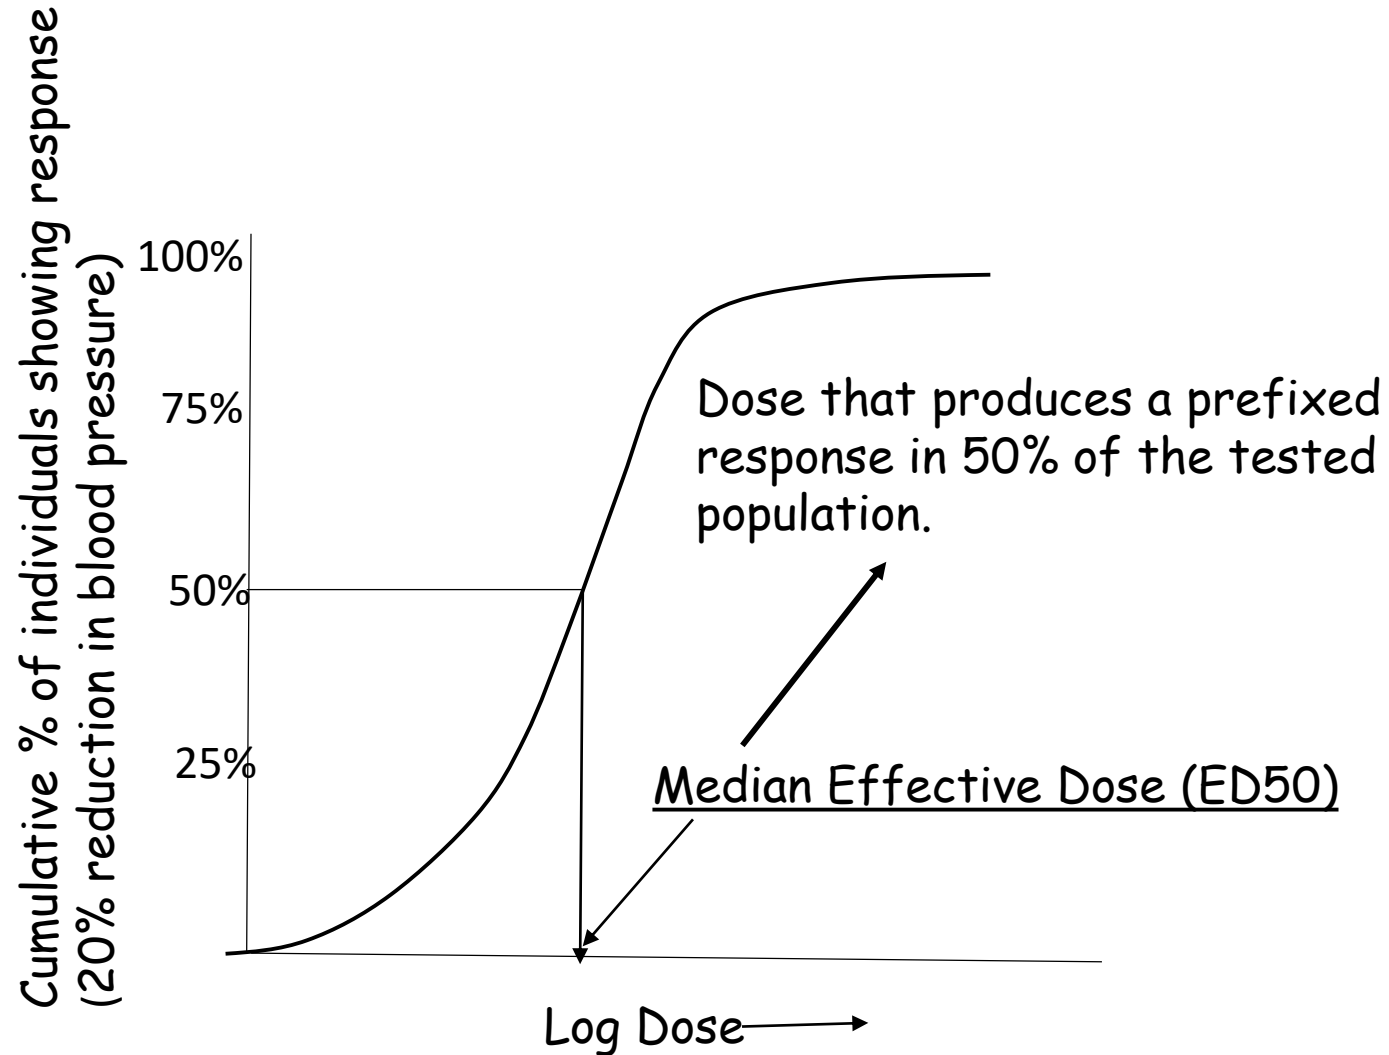 Cumulative % of individuals showing response
(20% reduction in blood pressure)
100%
75%
50%
25%
Dose that produces a prefixed
response in 50% of the tested
population.
Median Effective Dose (ED50)
Log Dose